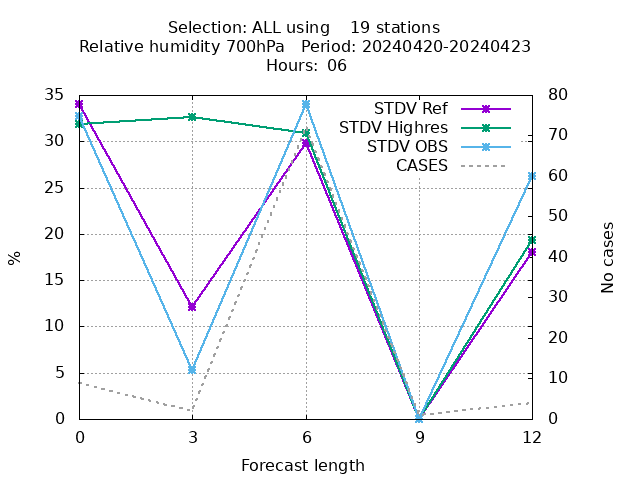 Selection: ALL using    19 stations
Relative humidity 700hPa   Period: 20240420-20240423
Hours: 06
STDV Ref
STDV Highres
STDV OBS
CASES
%
35
30
25
20
15
10
5
0
80
70
60
50
40
30
20
10
0
No cases
0 3 6 9 12
Forecast length